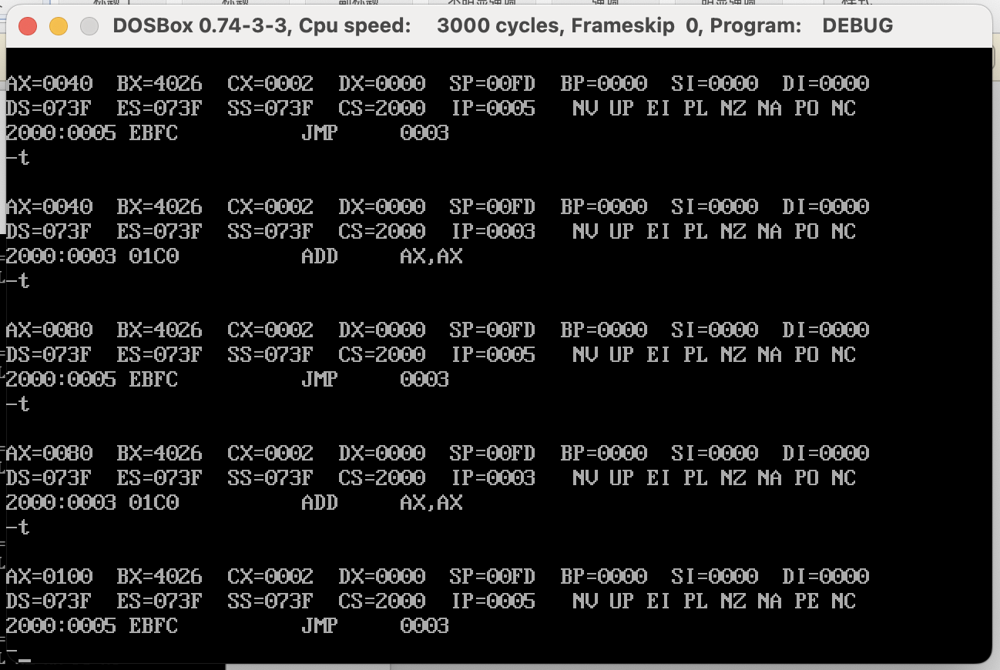 DOSBox 0.74-3-3, Cpu speed: 3000 cycles, Frameskip 0, Program: DEBUG
AX=0040 BX=4026 CX=0002 DX=0000 SP=00FD BP=0000 SI=0000 DI=0000
DS=073F ES=073F SS=073F CS=2000 IP=0005 NV UP EI PL NZ NA PO NC
2000:0005 EBFC JMP 0003
-t
AX=0040 BX=4026 CX=0002 DX=0000 SP=00FD BP=0000 SI=0000 DI=0000
DS=073F ES=073F SS=073F CS=2000 IP=0003 NV UP EI PL NZ NA PO NC
2000:0003 01C0 ADD AX,AX
-t
AX=0080 BX=4026 CX=0002 DX=0000 SP=00FD BP=0000 SI=0000 DI=0000
DS=073F ES=073F SS=073F CS=2000 IP=0005 NV UP EI PL NZ NA PO NC
2000:0005 EBFC JMP 0003
-t
AX=0080 BX=4026 CX=0002 DX=0000 SP=00FD BP=0000 SI=0000 DI=0000
DS=073F ES=073F SS=073F CS=2000 IP=0003 NV UP EI PL NZ NA PO NC
2000:0003 01C0 ADD AX,AX
-t
AX=0100 BX=4026 CX=0002 DX=0000 SP=00FD BP=0000 SI=0000 DI=0000
DS=073F ES=073F SS=073F CS=2000 IP=0005 NV UP EI PL NZ NA PE NC
2000:0005 EBFC JMP 0003
-_